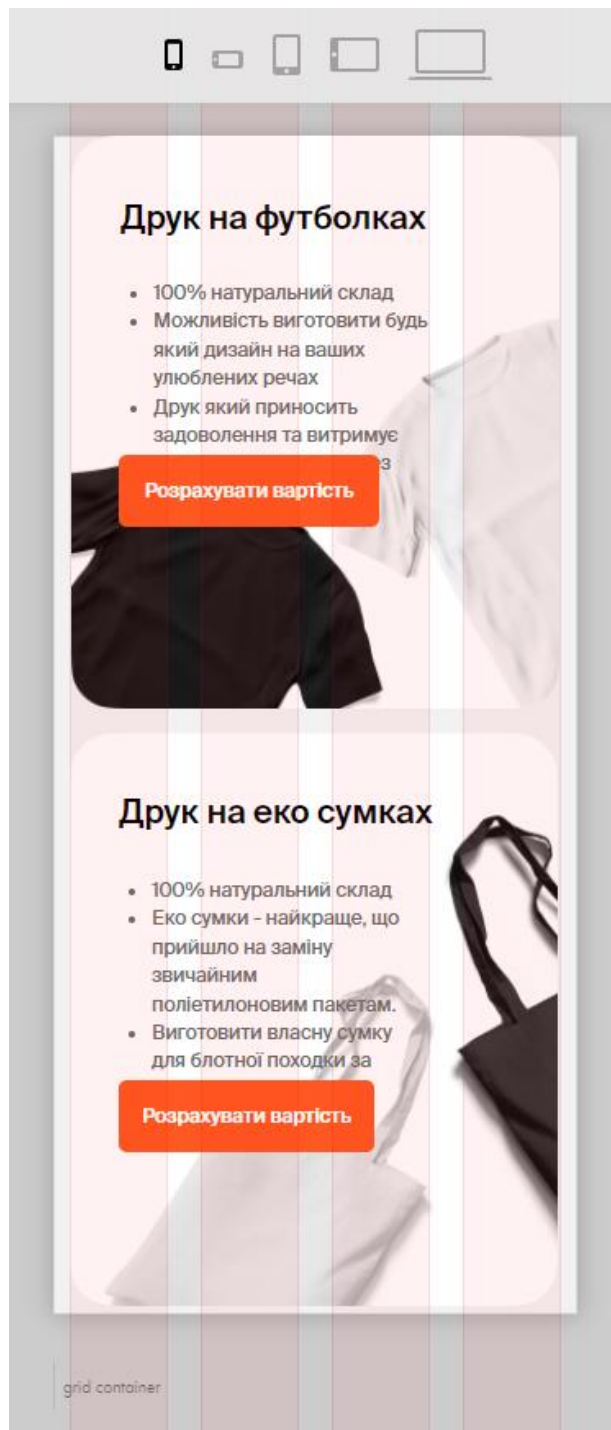 Друк на футболках
• 100% натуральний склад
• Можливість виготовити будь
який дизайн на ваших
улюблених речах
• Друк який приносить
задоволення та витримує
Розрахувати вартість
Друк на еко сумках
• 100% натуральний склад
• Еко сумки - найкраще, що
прийшло на заміну
звичайним
поліетилоновим пакетам.
• Виготовити власну сумку
для блотної походки за
Розрахувати вартість
grid container